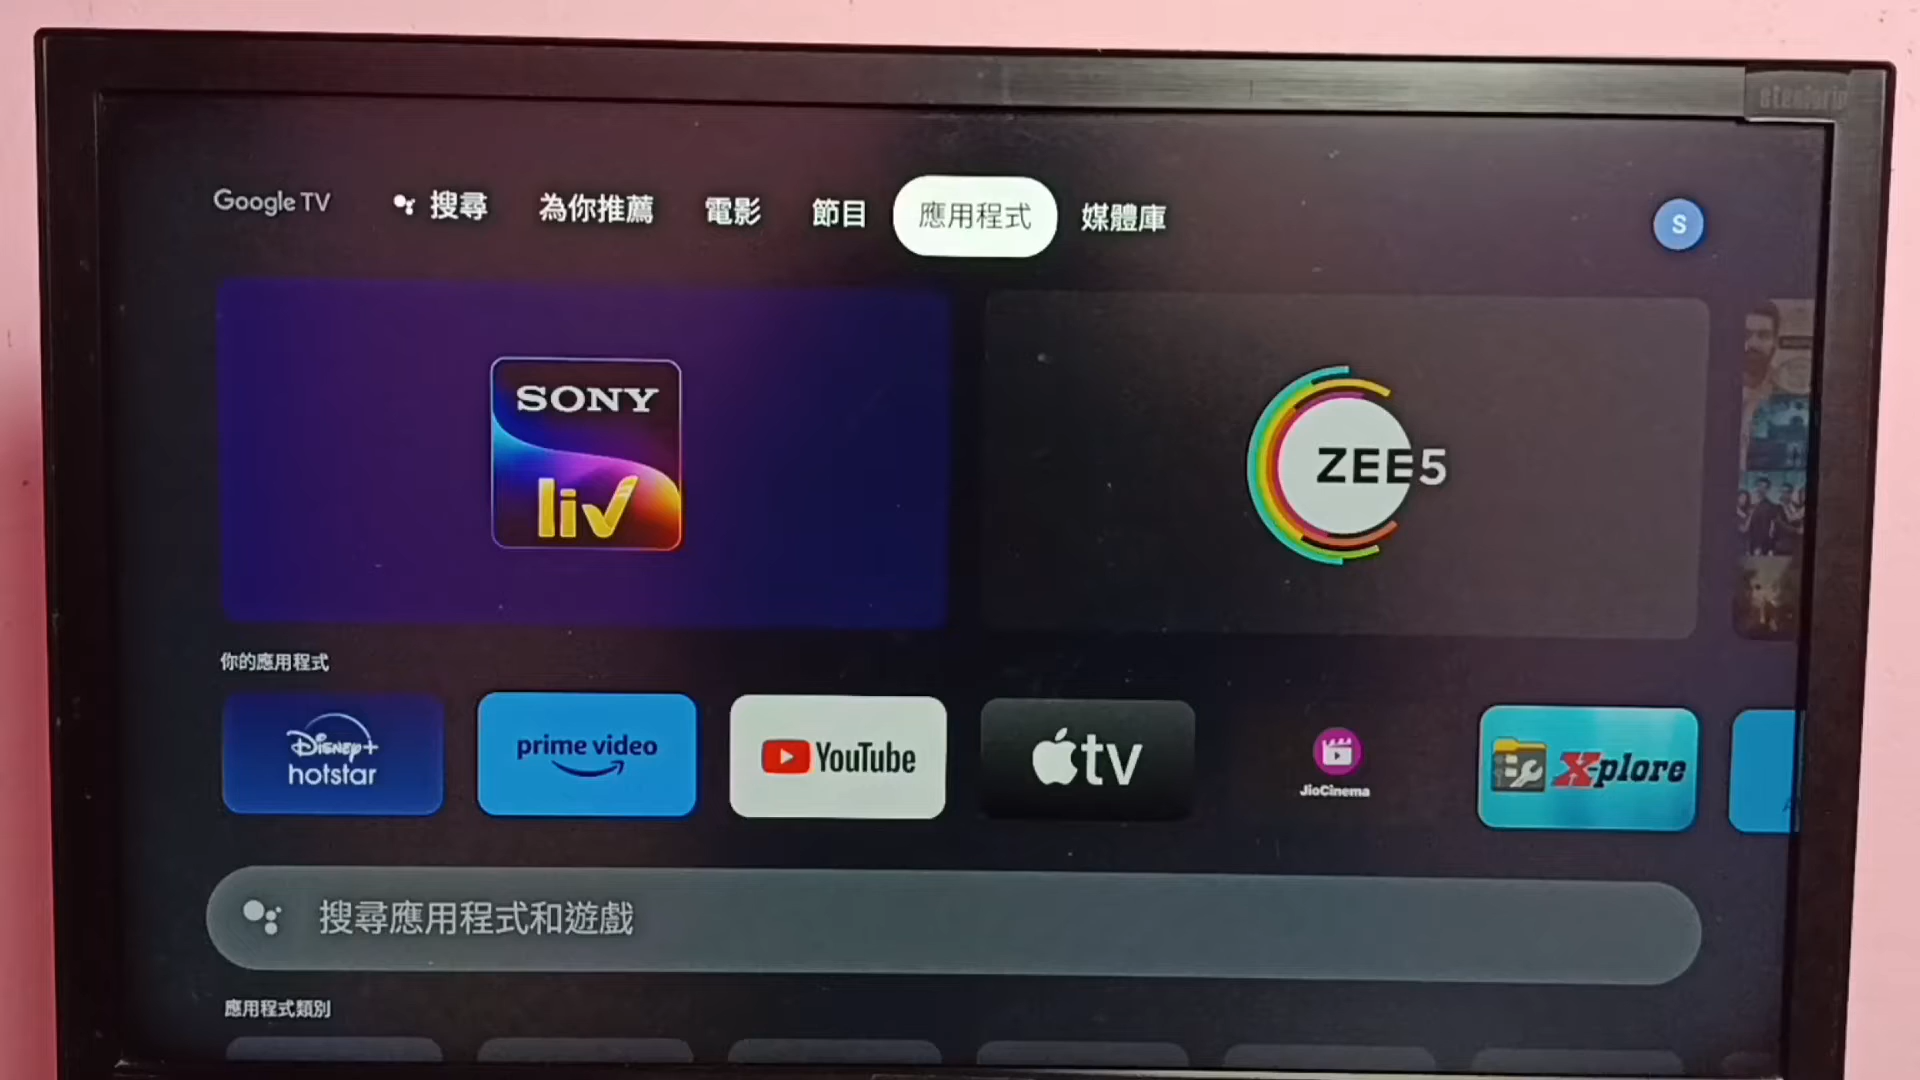 Google TV 搜尋 為你推薦 電影 節目 應用程式 媒體庫 S
SONY
liv
ZEE5
你的應用程式
Disney+
hotstar
prime video
YouTube
tv
JioCinema
X-plore
搜尋應用程式和遊戲
應用程式類別